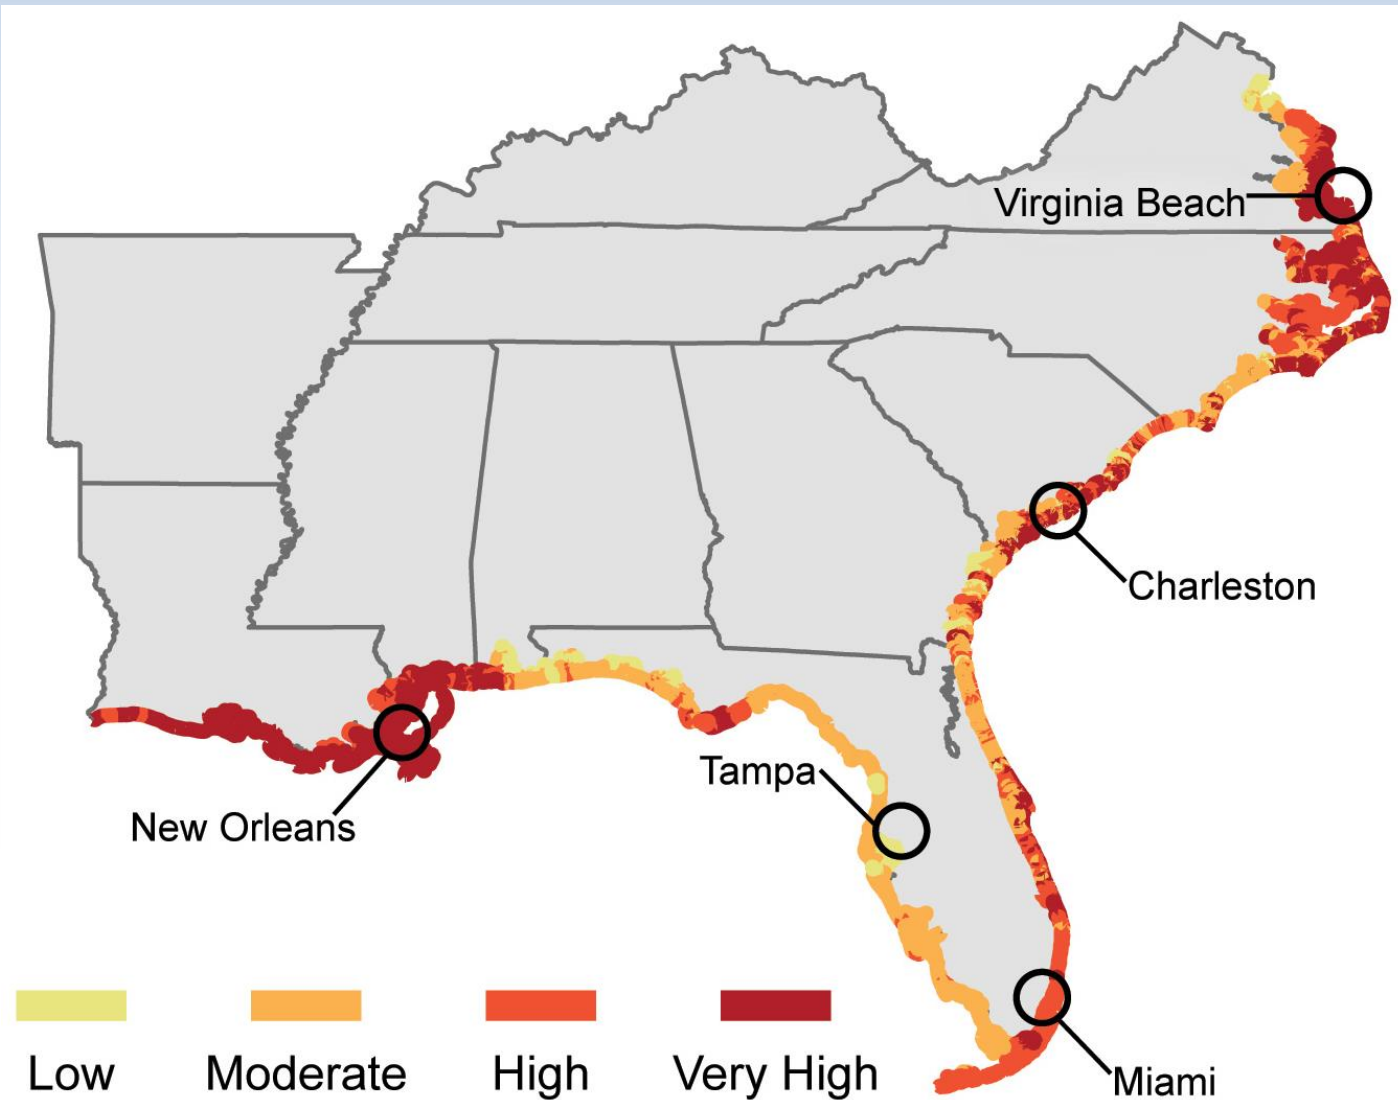 Virginia Beach
Charleston
Tampa
New Orleans
Miami
Low
Moderate
High
Very High